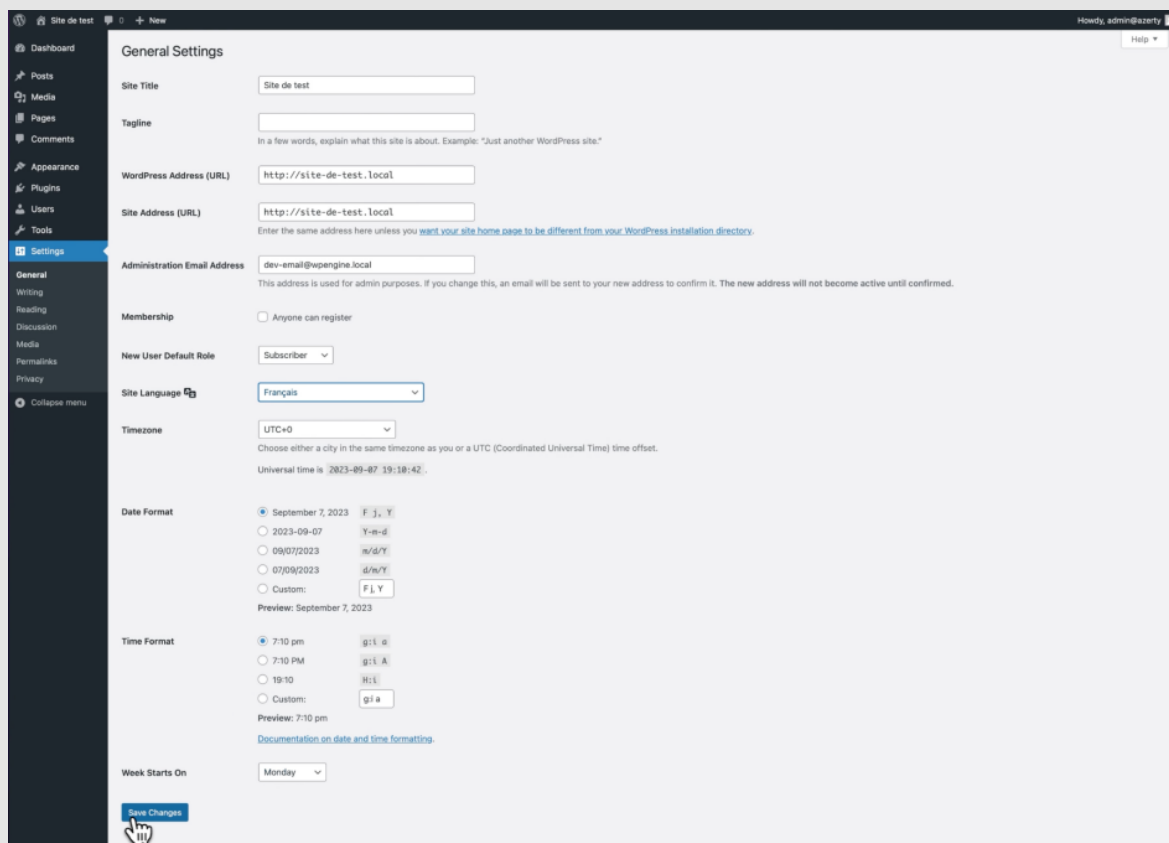 Site de test 0 + New Howdy, admin@azerty
Help
Dashboard
Posts
Media
Pages
Comments
Appearance
Plugins
Users
Tools
Settings
General
Writing
Reading
Discussion
Media
Permalinks
Privacy
Collapse menu
General Settings
Site Title Site de test
Tagline
In a few words, explain what this site is about. Example: "Just another WordPress site."
WordPress Address (URL) http://site-de-test.local
Site Address (URL) http://site-de-test.local
Enter the same address here unless you want your site home page to be different from your WordPress installation directory.
Administration Email Address dev-email@wpengine.local
This address is used for admin purposes. If you change this, an email will be sent to your new address to confirm it. The new address will not become active until confirmed.
Membership Anyone can register
New User Default Role Subscriber
Site Language Français
Timezone UTC+0
Choose either a city in the same timezone as you or a UTC (Coordinated Universal Time) time offset.
Universal time is 2023-09-07 19:10:42.
Date Format September 7, 2023 F j, Y
2023-09-07 Y-m-d
09/07/2023 m/d/Y
07/09/2023 d/m/Y
Custom: F j, Y
Preview: September 7, 2023
Time Format 7:10 pm g:i a
7:10 PM g:i A
19:10 H:i
Custom: g:i a
Preview: 7:10 pm
Documentation on date and time formatting.
Week Starts On Monday
Save Changes